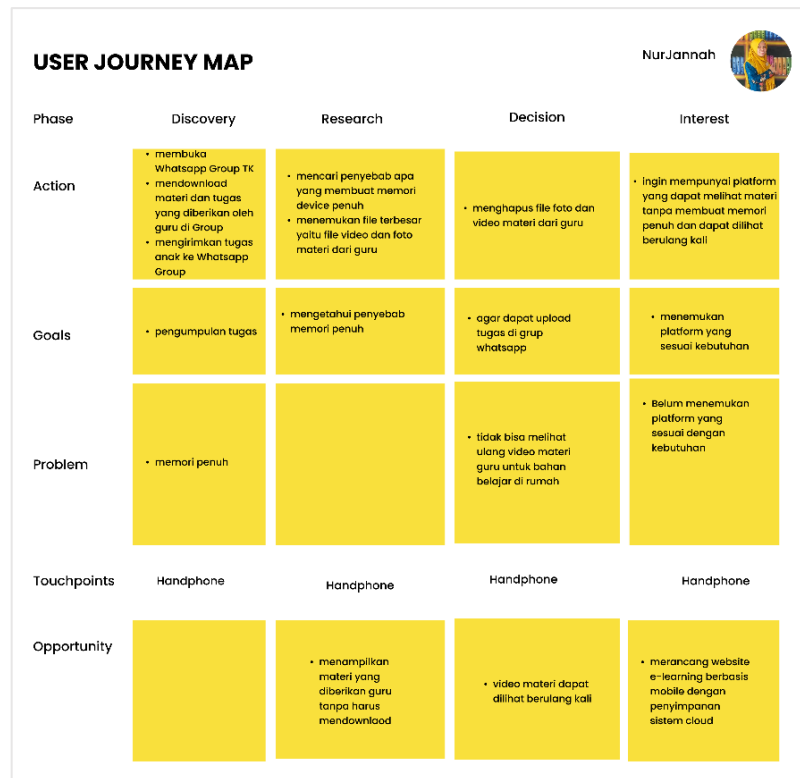 USER JOURNEY MAP
NurJannah
Phase
Discovery
Research
Decision
Interest
Action
• membuka
Whatsapp Group TK
• mendownload
materi dan tugas
yang diberikan oleh
guru di Group
• mengirimkan tugas
anak ke Whatsapp
Group
• mencari penyebab apa
yang membuat memori
device penuh
• menemukan file terbesar
yaitu file video dan foto
materi dari guru
• menghapus file foto dan
video materi dari guru
• ingin mempunyai platform
yang dapat melihat materi
tanpa membuat memori
penuh dan dapat dilihat
berulang kali
Goals
• pengumpulan tugas
• mengetahui penyebab
memori penuh
• agar dapat upload
tugas di grup
whatsapp
• menemukan
platform yang
sesuai kebutuhan
Problem
• memori penuh
• tidak bisa melihat
ulang video materi
guru untuk bahan
belajar di rumah
• Belum menemukan
platform yang
sesuai dengan
kebutuhan
Touchpoints
Handphone
Handphone
Handphone
Handphone
Opportunity
• menampilkan
materi yang
diberikan guru
tanpa harus
mendownlaod
• video materi dapat
dilihat berulang kali
• merancang website
e-learning berbasis
mobile dengan
penyimpanan
sistem cloud